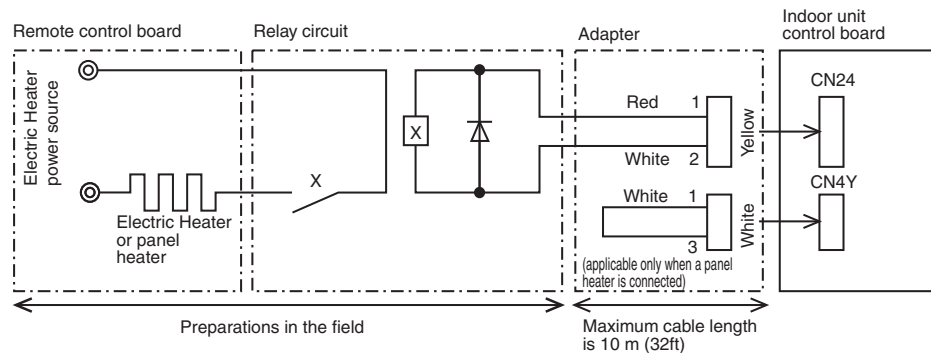 Remote control board
Relay circuit
Adapter
Indoor unit
control board
Electric Heater
power source
Electric Heater
or panel
heater
X
X
Red
1
White
2
Yellow
CN24
White
1
3
White
CN4Y
(applicable only when a panel
heater is connected)
Preparations in the field
Maximum cable length
is 10 m (32ft)